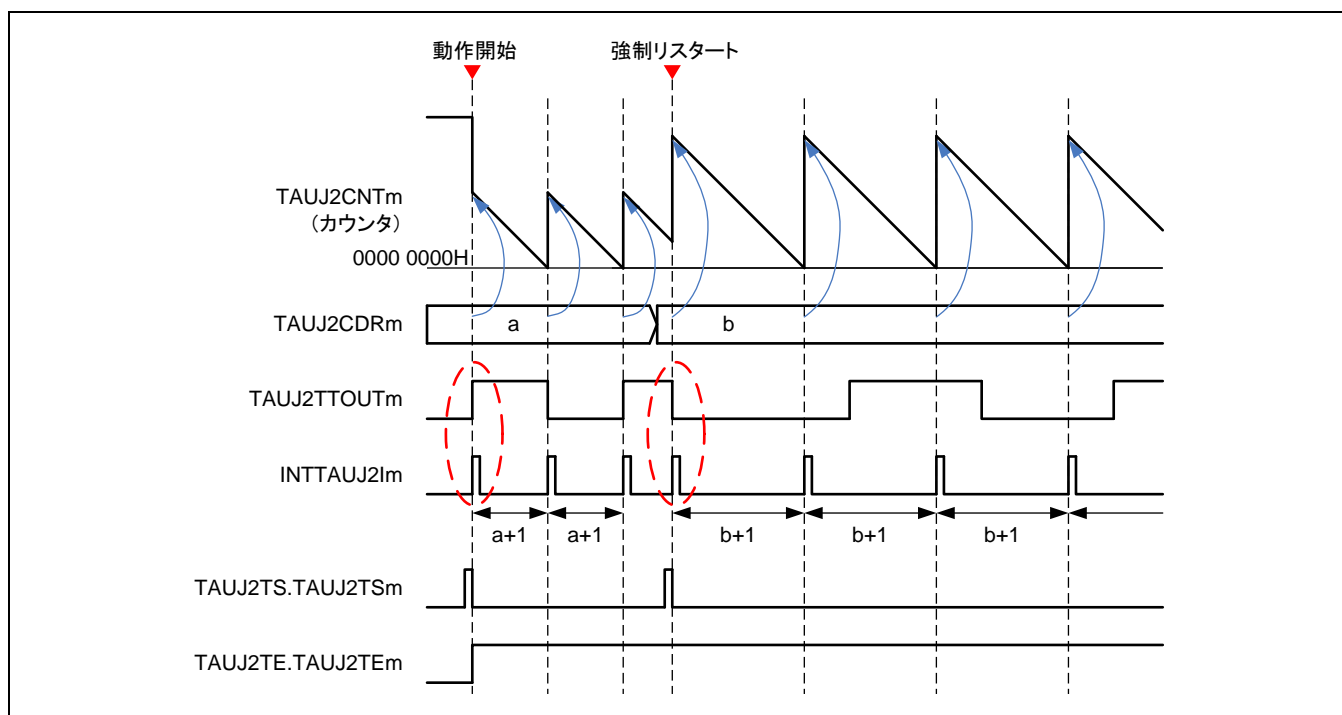 動作開始 強制リスタート
TAUJ2CNTm
(カウンタ)
0000 0000H
TAUJ2CDRm a b
TAUJ2TTOUTm
INTTAUJ2Im
a+1 a+1 b+1 b+1 b+1
TAUJ2TS.TAUJ2TSm
TAUJ2TE.TAUJ2TEm